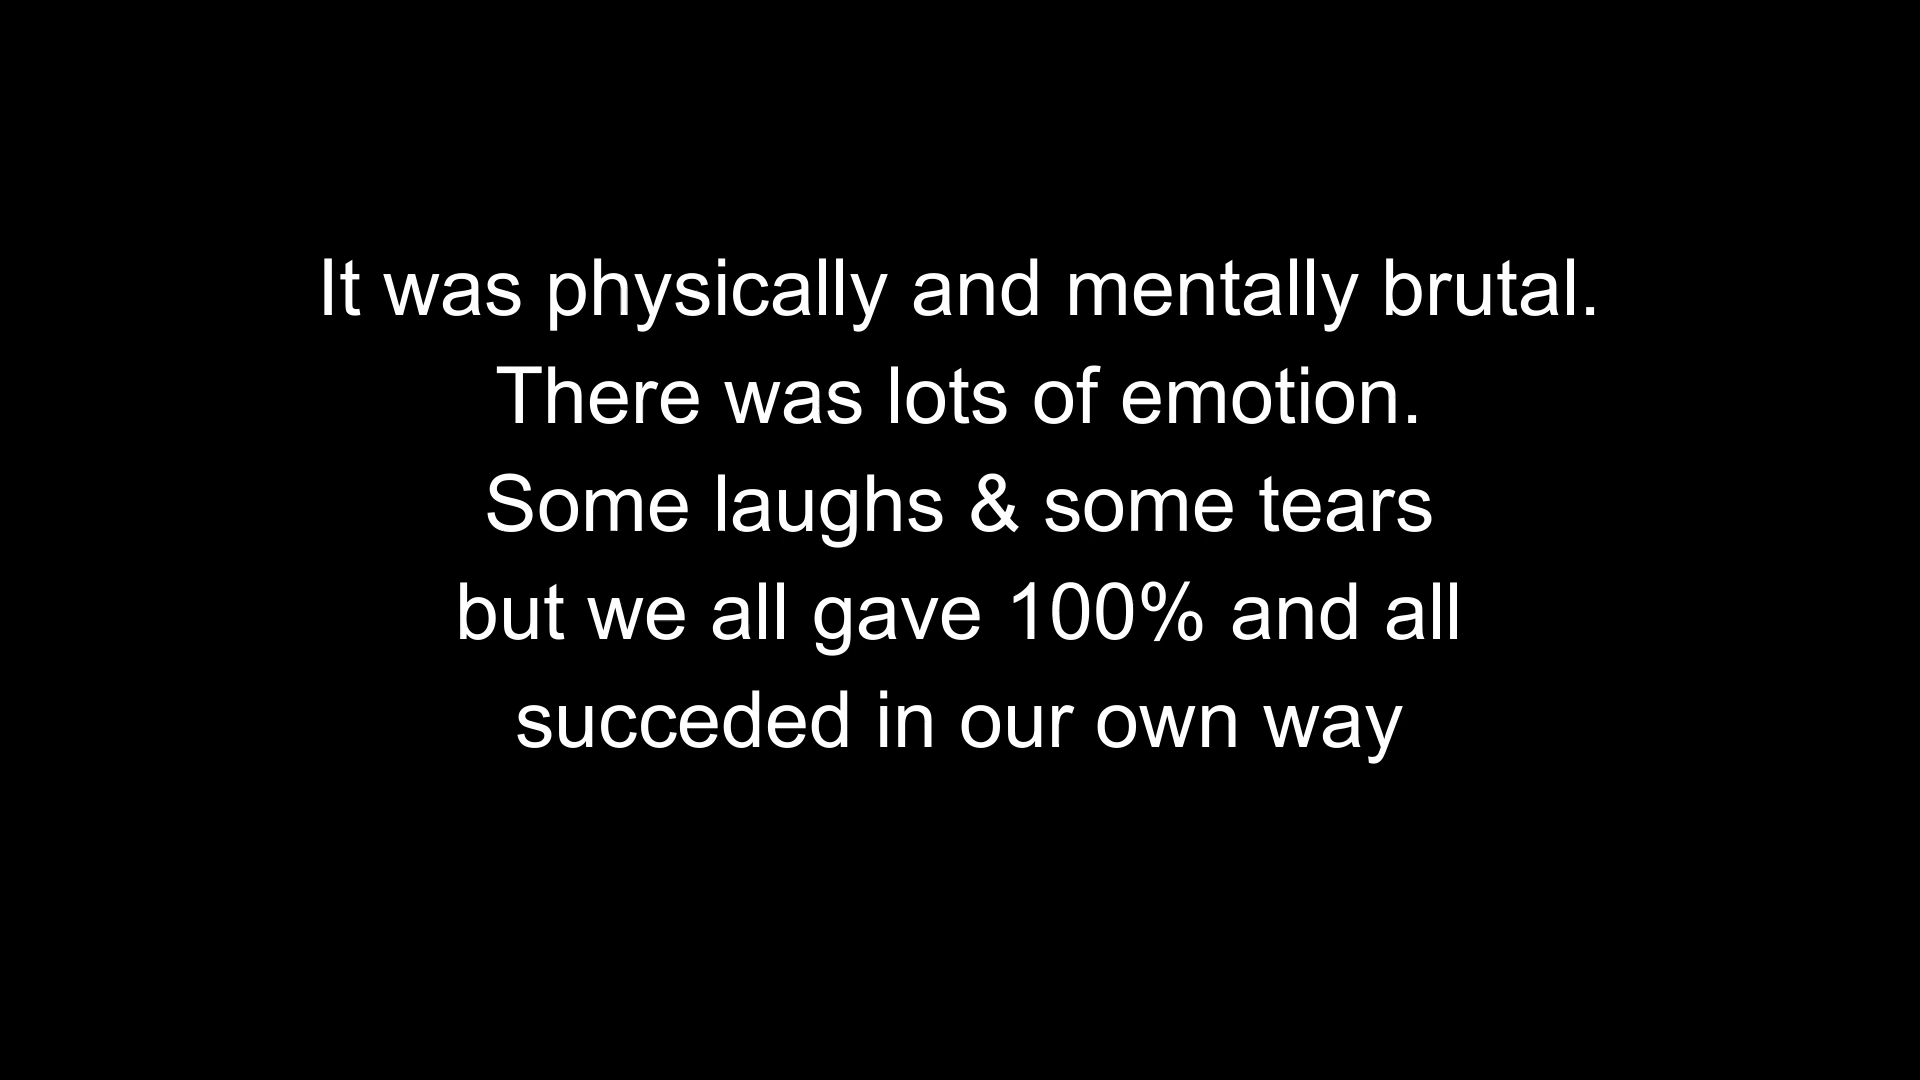 It was physically and mentally brutal.
There was lots of emotion.
Some laughs & some tears
but we all gave 100% and all
succeded in our own way